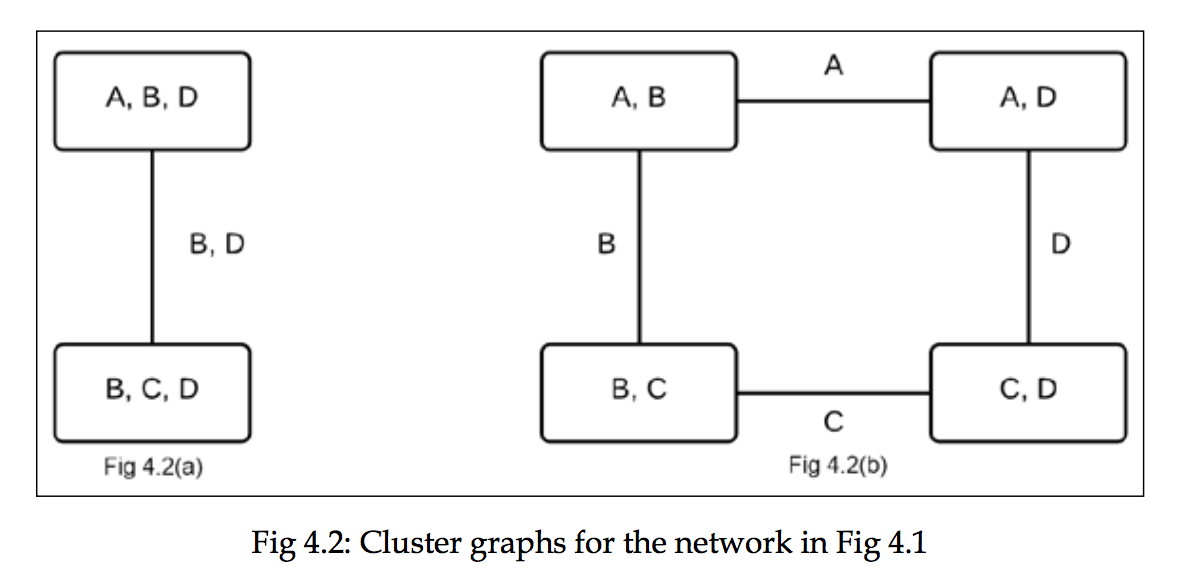 A, B, D
B, D
B, C, D
Fig 4.2(a)
A
A, B
A, D
B
D
B, C
C, D
C
Fig 4.2(b)
Fig 4.2: Cluster graphs for the network in Fig 4.1